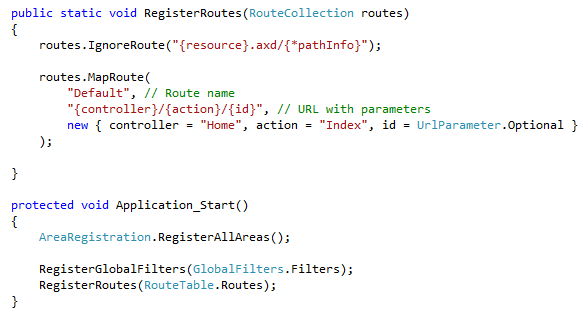 public static void RegisterRoutes(RouteCollection routes)
{
    routes.IgnoreRoute("{resource}.axd/{*pathInfo}");

    routes.MapRoute(
        "Default", // Route name
        "{controller}/{action}/{id}", // URL with parameters
        new { controller = "Home", action = "Index", id = UrlParameter.Optional }
    );

}

protected void Application_Start()
{
    AreaRegistration.RegisterAllAreas();

    RegisterGlobalFilters(GlobalFilters.Filters);
    RegisterRoutes(RouteTable.Routes);
}